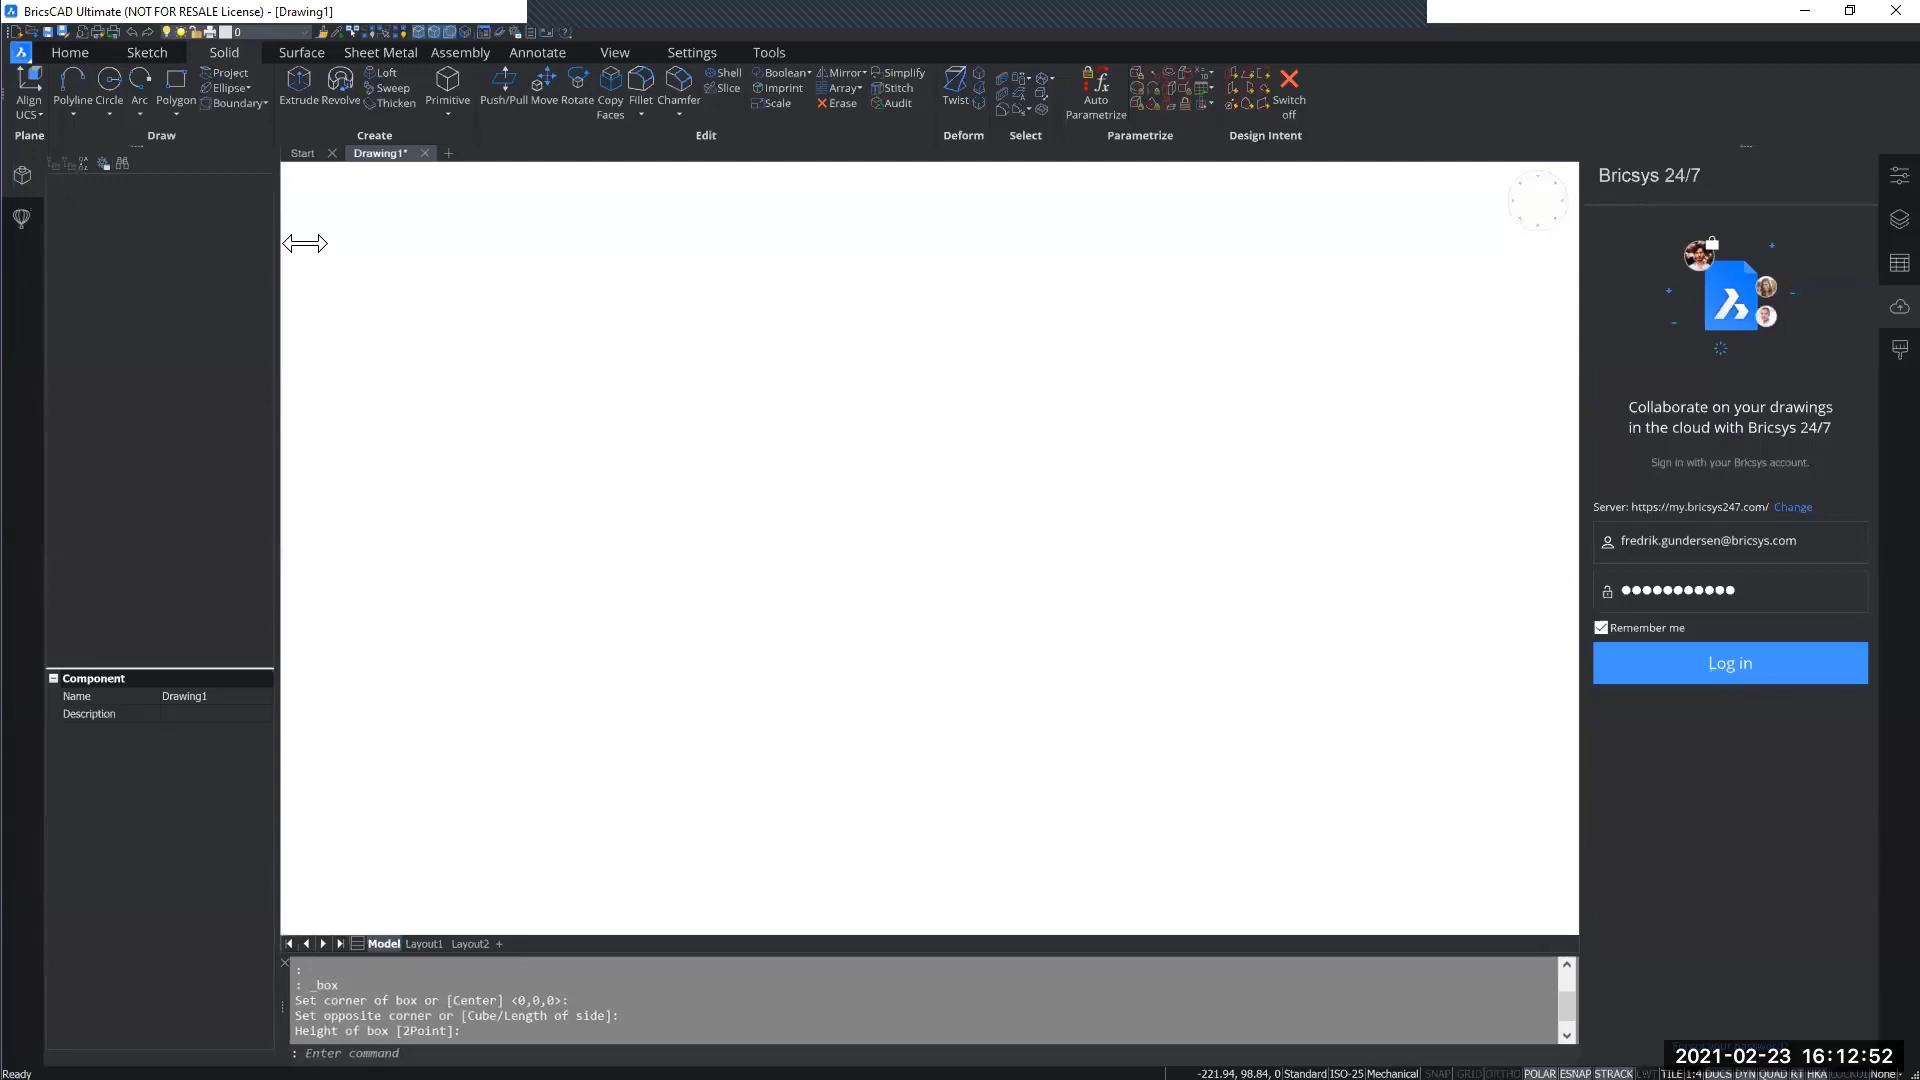 BricsCAD Ultimate (NOT FOR RESALE License) - [Drawing1]
0
Home Sketch Solid Surface Sheet Metal Assembly Annotate View Settings Tools
Align UCS
Polyline Circle Arc Polygon
Project
Ellipse
Boundary
Extrude Revolve
Loft
Sweep
Thicken
Primitive
Push/Pull Move Rotate Copy Faces Fillet Chamfer
Shell
Slice
Boolean
Imprint
Scale
Mirror
Array
Erase
Simplify
Stitch
Audit
Twist
Auto Parametrize
Switch off
Plane Draw Create Edit Deform Select Parametrize Design Intent
Start Drawing1*
Bricsys 24/7
Collaborate on your drawings
in the cloud with Bricsys 24/7
Sign in with your Bricsys account.
Server: https://my.bricsys247.com/ Change
fredrik.gundersen@bricsys.com
Remember me
Log in
Component
Name Drawing1
Description
Model Layout1 Layout2 +
:
: _box
Set corner of box or [Center] <0,0,0>:
Set opposite corner or [Cube/Length of side]:
Height of box [2Point]:
: Enter command
2021-02-23 16:12:52
Ready
-221.94, 98.84, 0 Standard ISO-25 Mechanical SNAP GRID ORTHO POLAR ESNAP STRACK LWT TILE 1:4 DUCS DYN QUAD RT HKA LOCKUI None